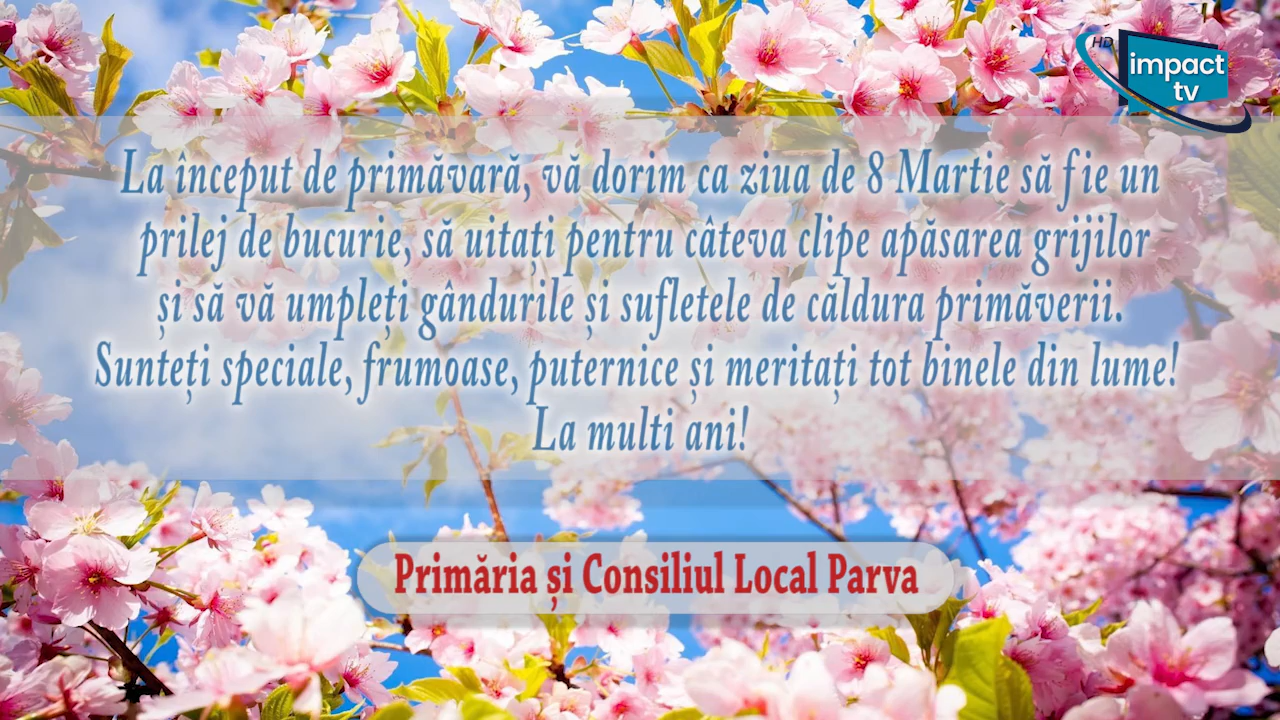 HD
impact
tv
La început de primăvară, vă dorim ca ziua de 8 Martie să fie un
prilej de bucurie, să uitați pentru câteva clipe apăsarea grijilor
și să vă umpleți gândurile și sufletele de căldura primăverii.
Sunteți speciale, frumoase, puternice și meritați tot binele din lume!
La multi ani!
Primăria și Consiliul Local Parva